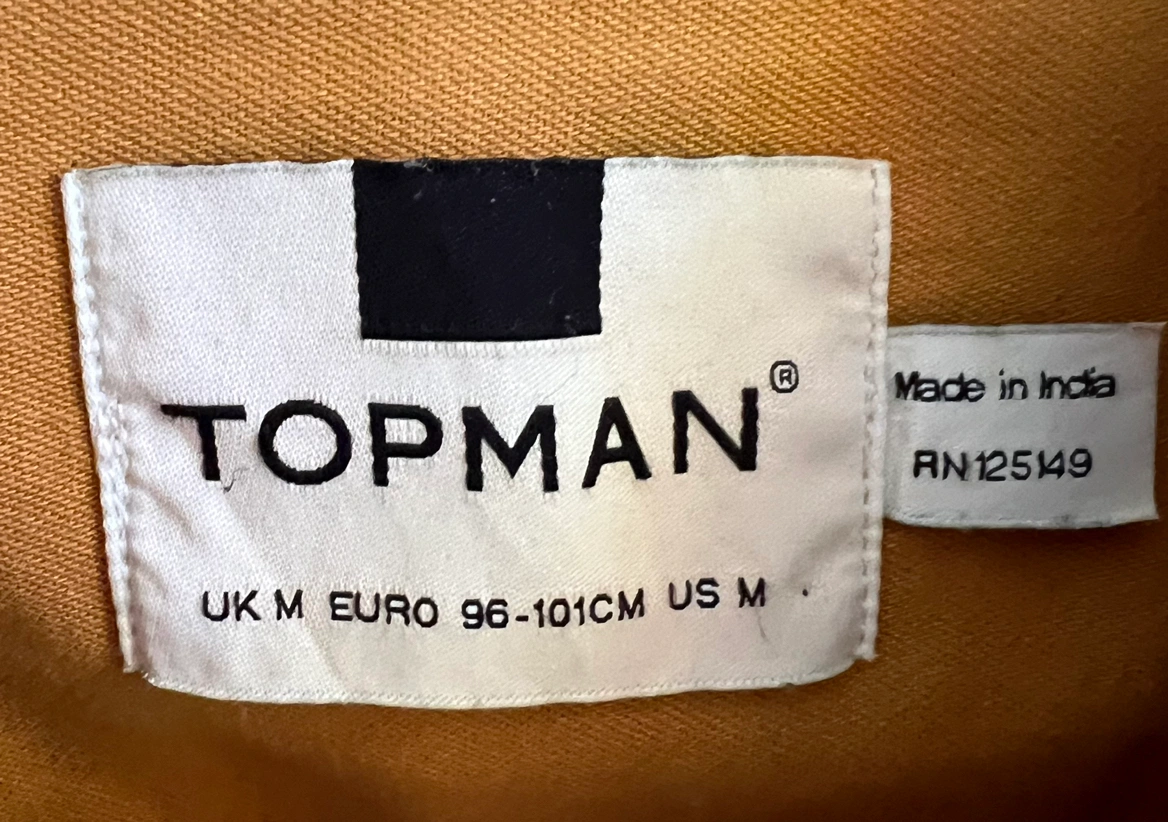 TOPMAN®
UK M EURO 96-101CM US M
Made in India
RN125149